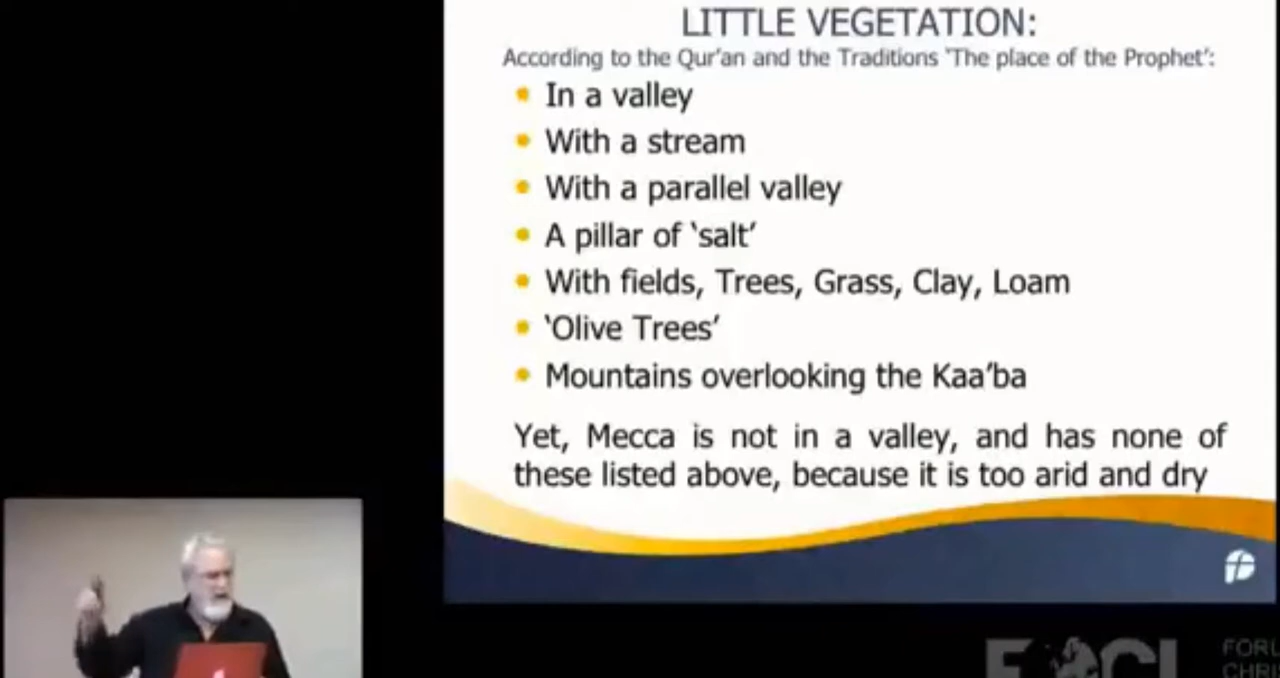 LITTLE VEGETATION:
According to the Qur'an and the Traditions 'The place of the Prophet':
• In a valley
• With a stream
• With a parallel valley
• A pillar of 'salt'
• With fields, Trees, Grass, Clay, Loam
• 'Olive Trees'
• Mountains overlooking the Kaa'ba
Yet, Mecca is not in a valley, and has none of
these listed above, because it is too arid and dry